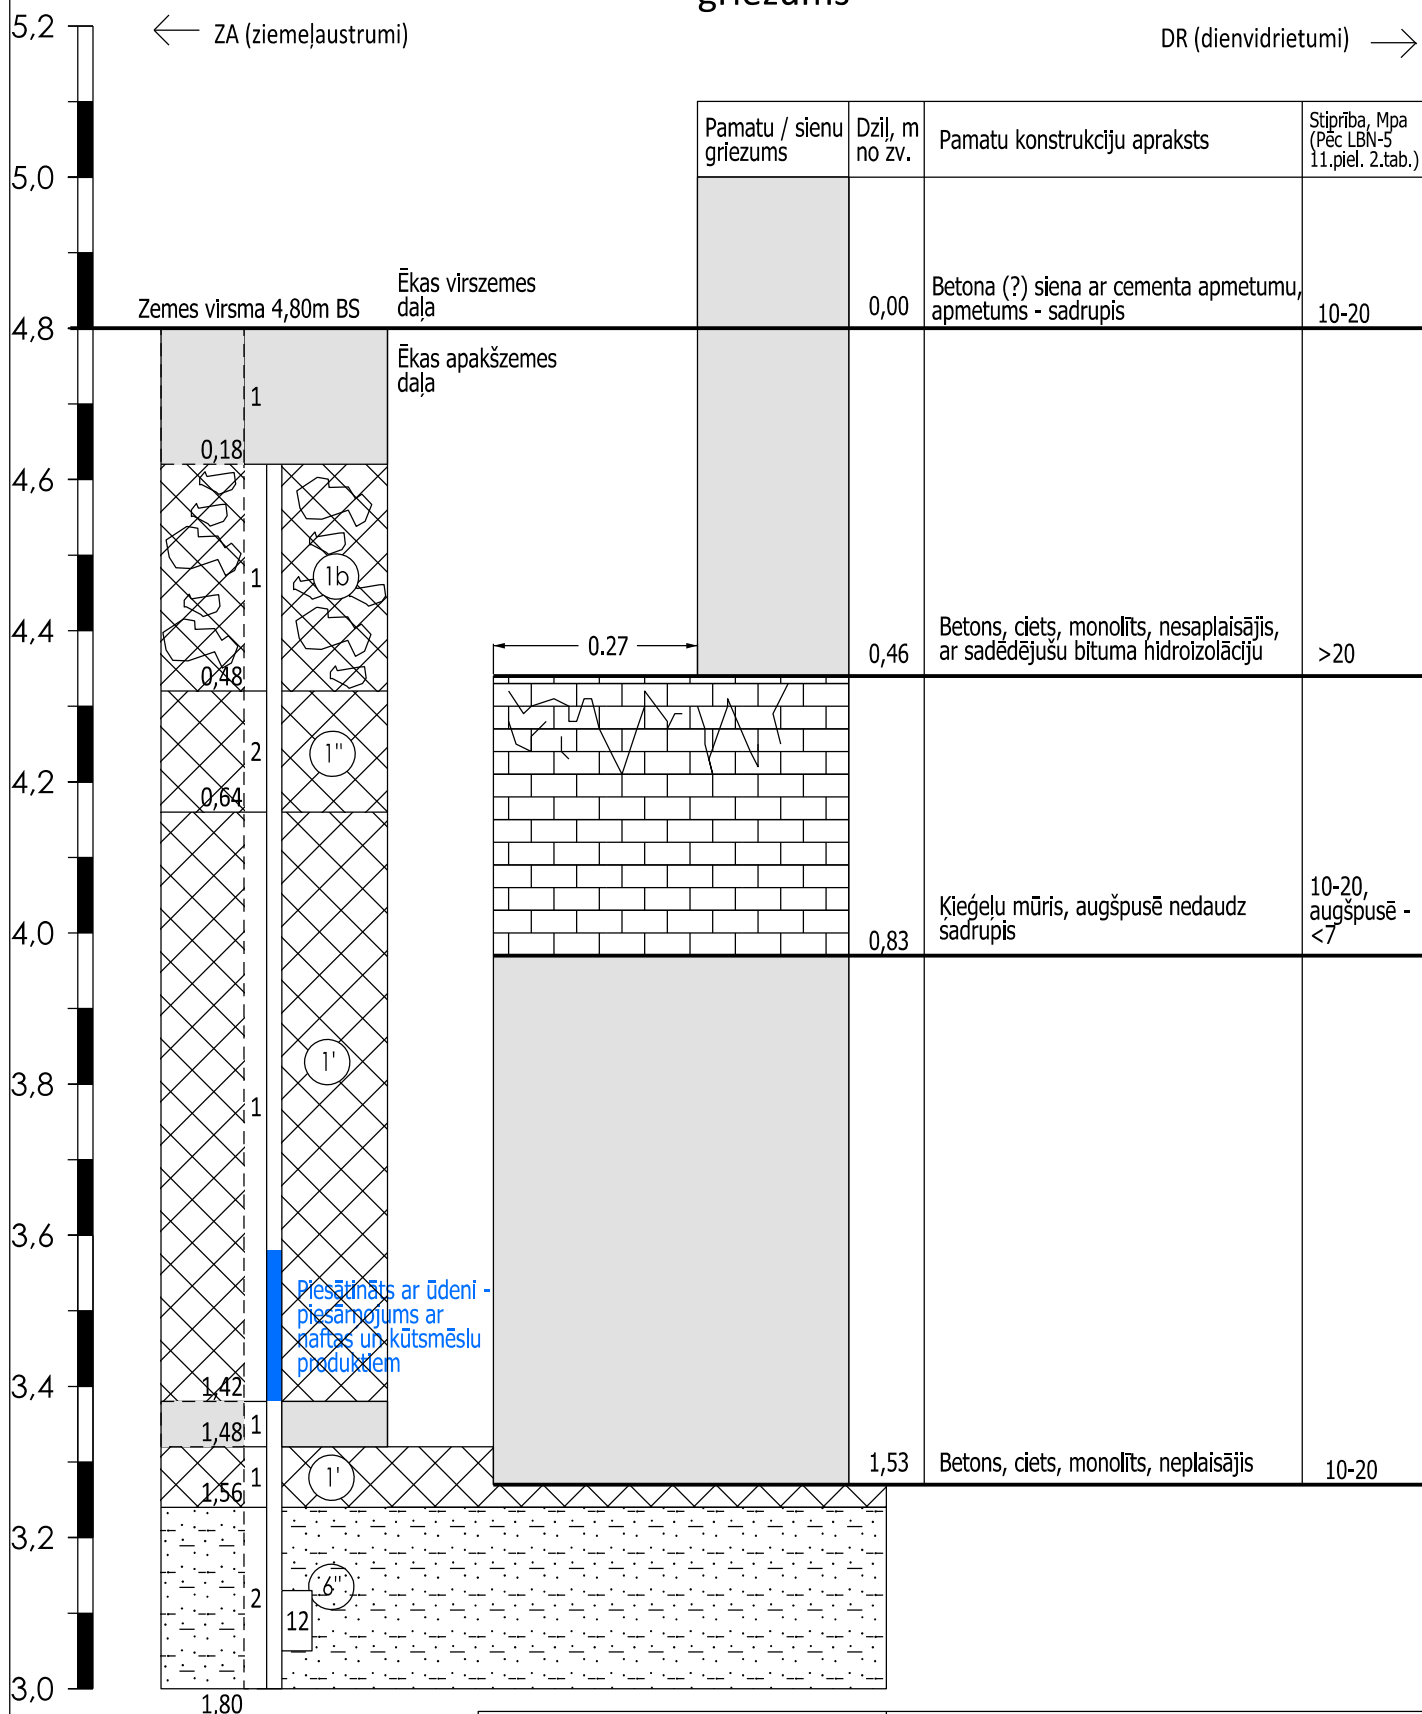 griezums
ZA (ziemeļaustrumi)
DR (dienvidrietumi)
5,2
5,0
4,8
4,6
4,4
4,2
4,0
3,8
3,6
3,4
3,2
3,0
Pamatu / sienu
griezums
Dziļ, m
no zv.
Pamatu konstrukciju apraksts
Stiprība, Mpa
(Pēc LBN-5
11.piel. 2.tab.)
Zemes virsma 4,80m BS
Ēkas virszemes
daļa
Ēkas apakšzemes
daļa
0,00
Betona (?) siena ar cementa apmetumu,
apmetums - sadrupis
10-20
1
0,18
1
1b
0,48
2
1"
0,64
1
1'
Piesātināts ar ūdeni -
piesārņojums ar
naftas un kūtsmēslu
produktiem
1,42
1
1,48
1
1'
1,56
2
6"
12
1,80
0.27
0,46
Betons, ciets, monolīts, nesaplaisājis,
ar sadēdējušu bituma hidroizolāciju
>20
0,83
Ķieģeļu mūris, augšpusē nedaudz
sadrupis
10-20,
augšpusē -
<7
1,53
Betons, ciets, monolīts, neplaisājis
10-20